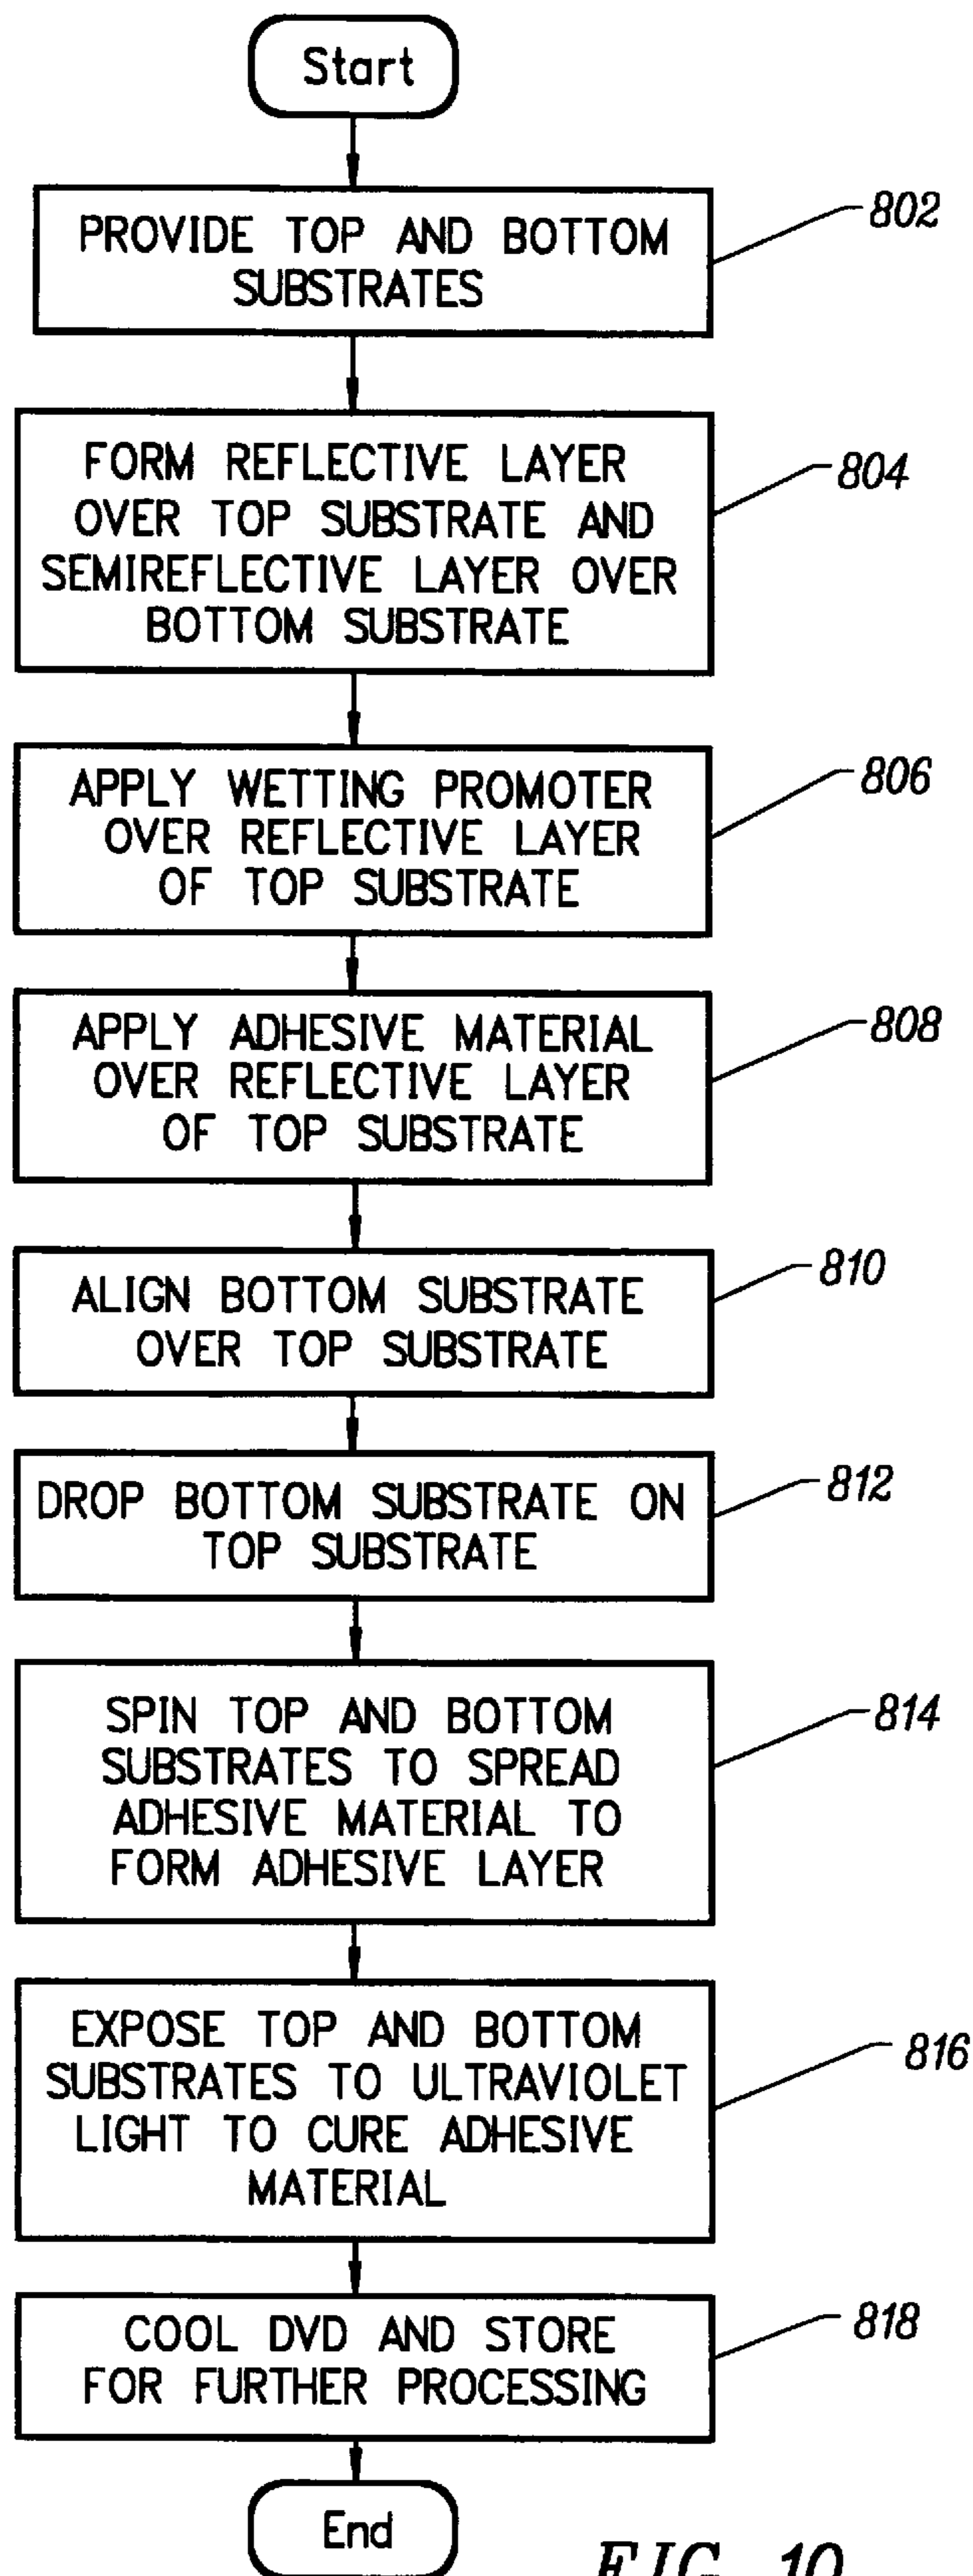 Start
PROVIDE TOP AND BOTTOM
SUBSTRATES
802
FORM REFLECTIVE LAYER
OVER TOP SUBSTRATE AND
SEMIREFLECTIVE LAYER OVER
BOTTOM SUBSTRATE
804
APPLY WETTING PROMOTER
OVER REFLECTIVE LAYER
OF TOP SUBSTRATE
806
APPLY ADHESIVE MATERIAL
OVER REFLECTIVE LAYER
OF TOP SUBSTRATE
808
ALIGN BOTTOM SUBSTRATE
OVER TOP SUBSTRATE
810
DROP BOTTOM SUBSTRATE ON
TOP SUBSTRATE
812
SPIN TOP AND BOTTOM
SUBSTRATES TO SPREAD
ADHESIVE MATERIAL TO
FORM ADHESIVE LAYER
814
EXPOSE TOP AND BOTTOM
SUBSTRATES TO ULTRAVIOLET
LIGHT TO CURE ADHESIVE
MATERIAL
816
COOL DVD AND STORE
FOR FURTHER PROCESSING
818
End
FIG. 10